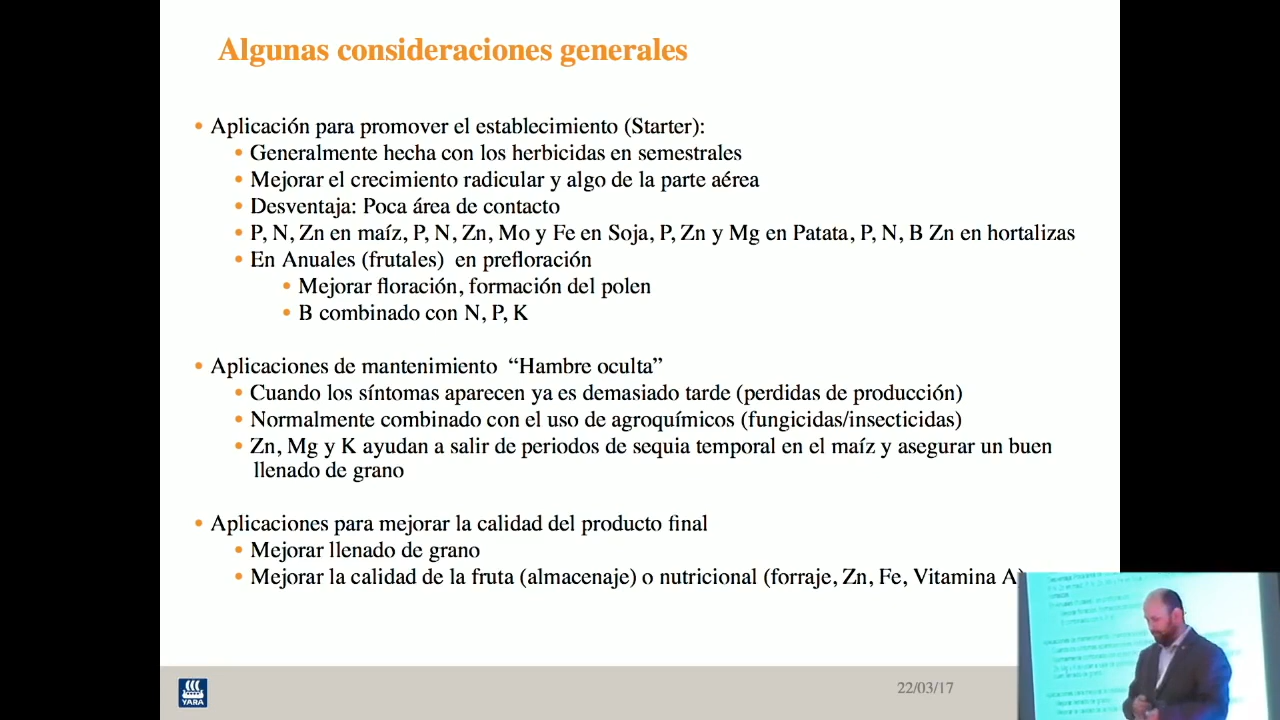 Algunas consideraciones generales
• Aplicación para promover el establecimiento (Starter):
• Generalmente hecha con los herbicidas en semestrales
• Mejorar el crecimiento radicular y algo de la parte aérea
• Desventaja: Poca área de contacto
• P, N, Zn en maíz, P, N, Zn, Mo y Fe en Soja, P, Zn y Mg en Patata, P, N, B Zn en hortalizas
• En Anuales (frutales) en prefloración
• Mejorar floración, formación del polen
• B combinado con N, P, K
• Aplicaciones de mantenimiento “Hambre oculta”
• Cuando los síntomas aparecen ya es demasiado tarde (perdidas de producción)
• Normalmente combinado con el uso de agroquímicos (fungicidas/insecticidas)
• Zn, Mg y K ayudan a salir de periodos de sequia temporal en el maíz y asegurar un buen
llenado de grano
• Aplicaciones para mejorar la calidad del producto final
• Mejorar llenado de grano
• Mejorar la calidad de la fruta (almacenaje) o nutricional (forraje, Zn, Fe, Vitamina A)
YARA
22/03/17